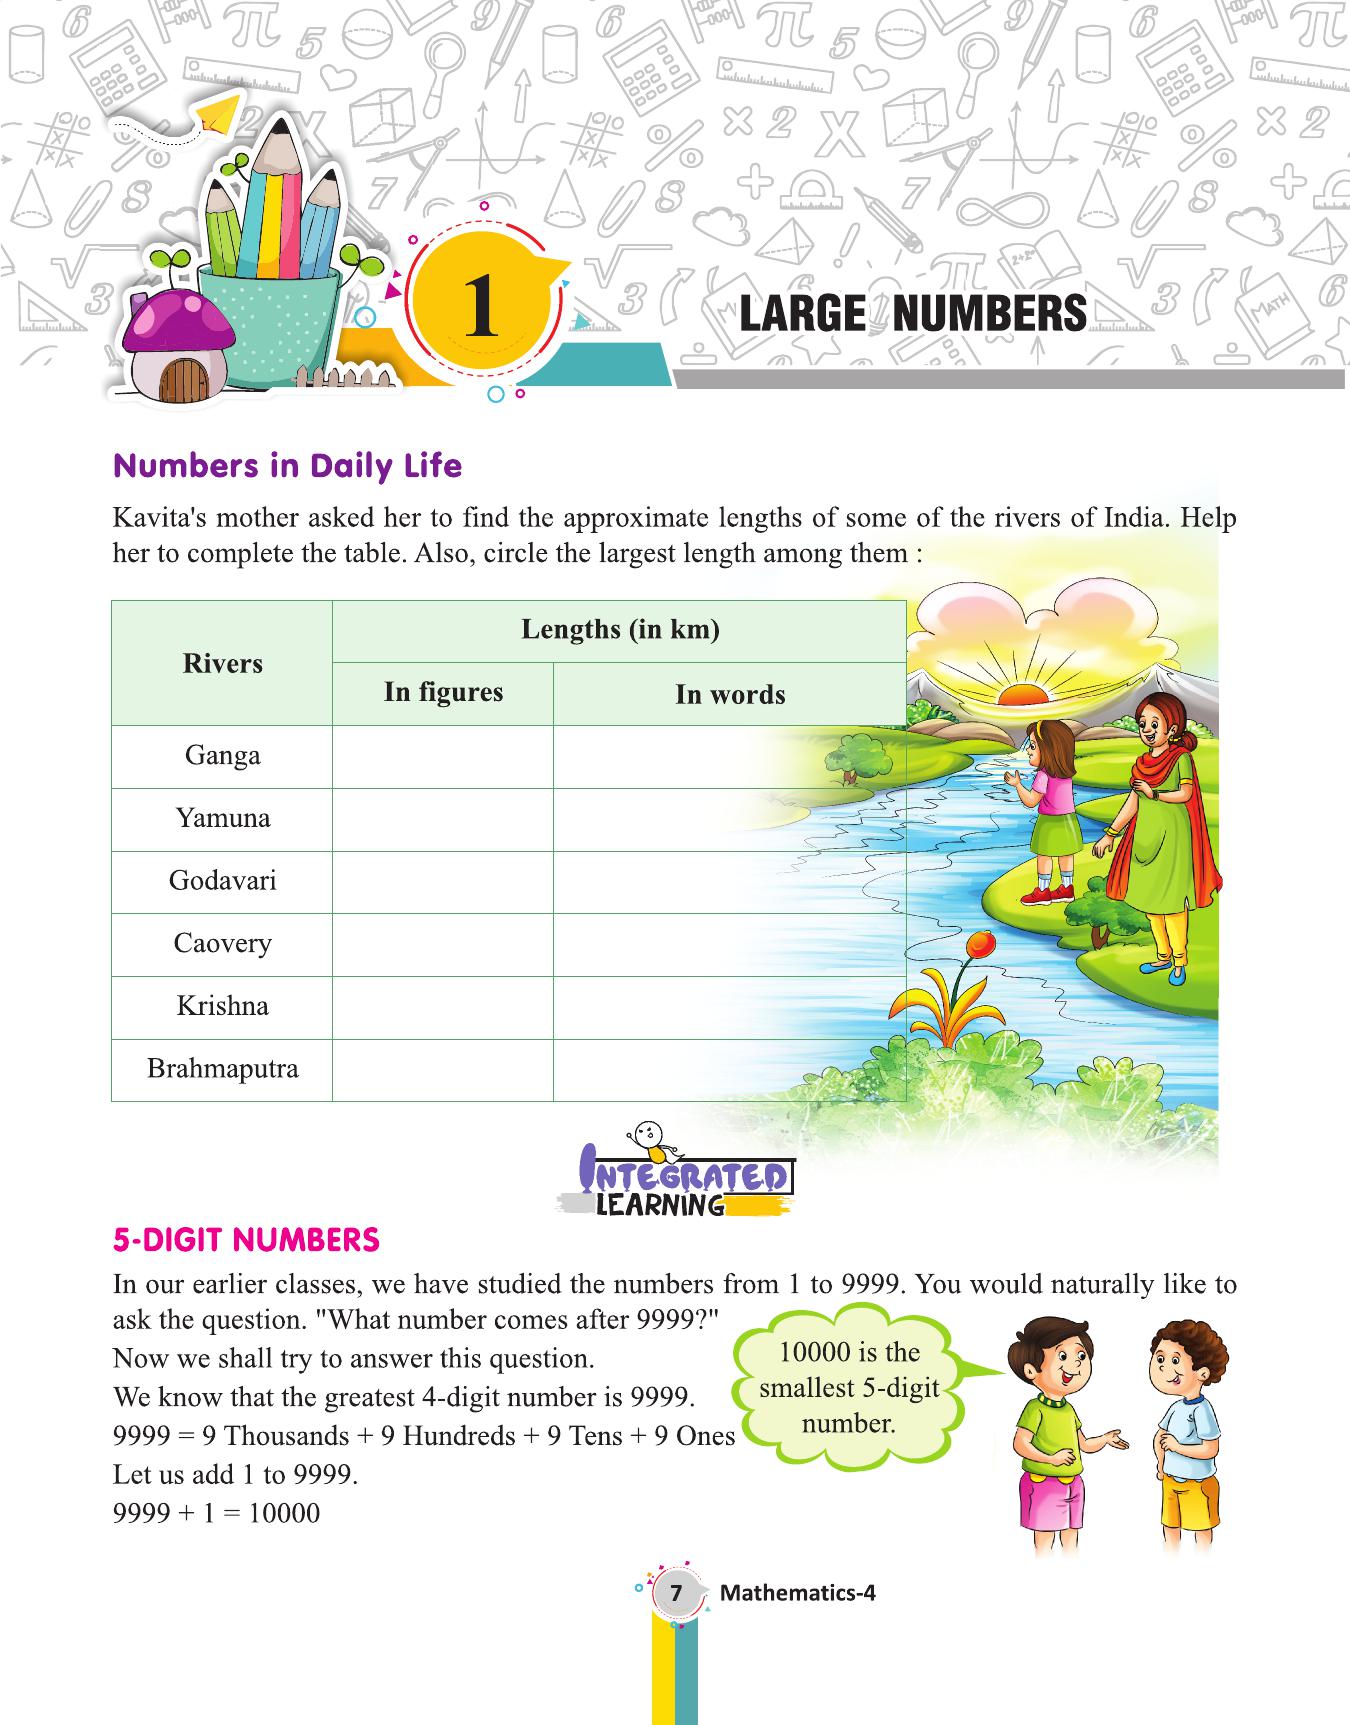 1
LARGE NUMBERS
Numbers in Daily Life
Kavita's mother asked her to find the approximate lengths of some of the rivers of India. Help
her to complete the table. Also, circle the largest length among them :
Rivers
Lengths (in km)
In figures
In words
Ganga
Yamuna
Godavari
Caovery
Krishna
Brahmaputra
INTEGRATED
LEARNING
5-DIGIT NUMBERS
In our earlier classes, we have studied the numbers from 1 to 9999. You would naturally like to
ask the question. "What number comes after 9999?"
Now we shall try to answer this question.
We know that the greatest 4-digit number is 9999.
9999 = 9 Thousands + 9 Hundreds + 9 Tens + 9 Ones
Let us add 1 to 9999.
9999 + 1 = 10000
10000 is the
smallest 5-digit
number.
7
Mathematics-4